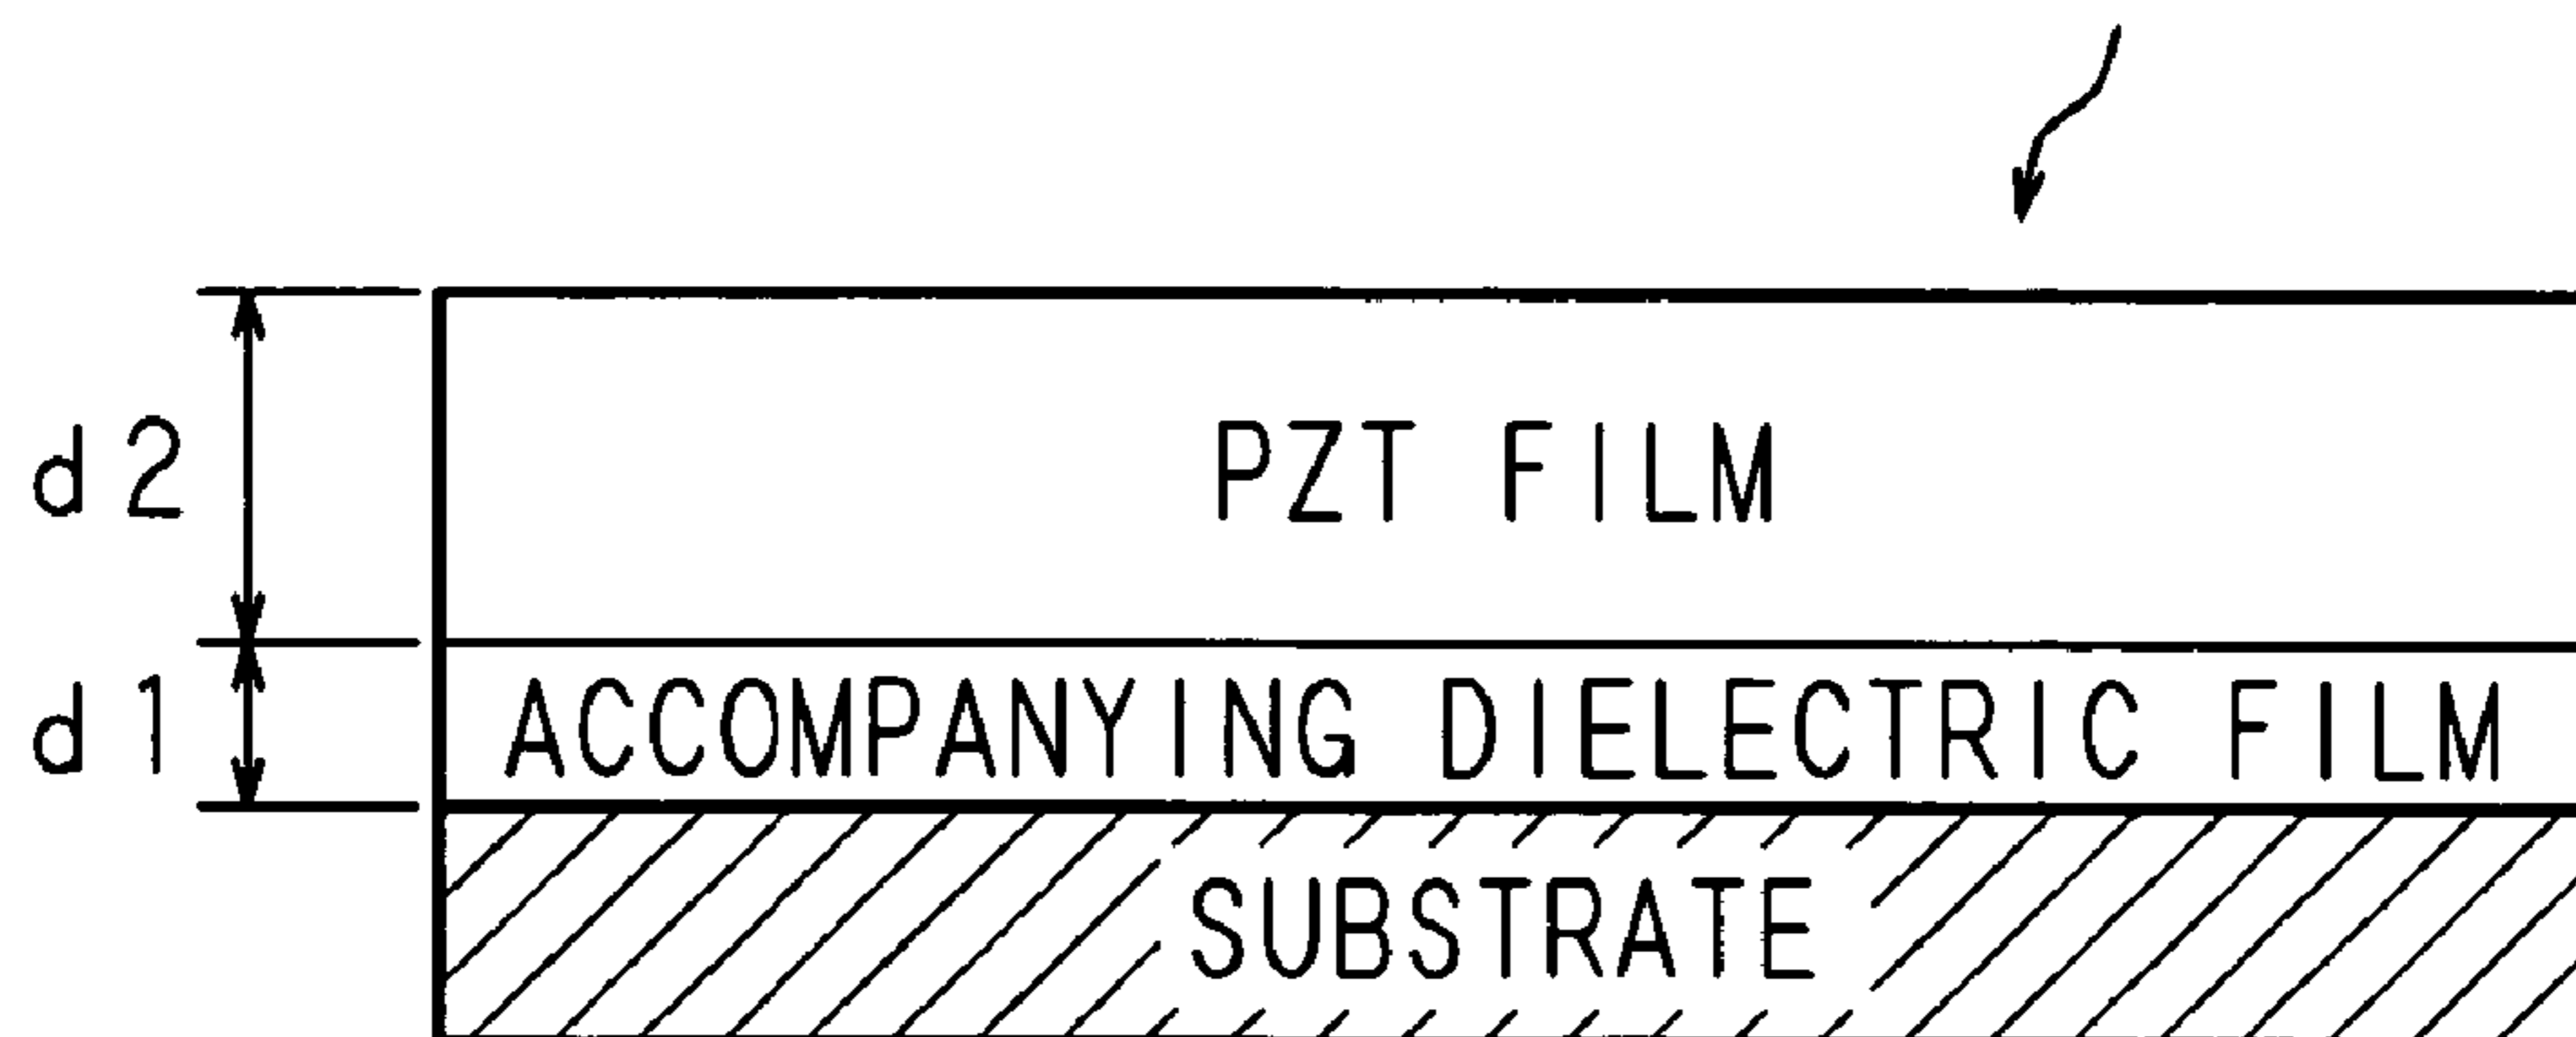 d2
PZT FILM
d1
ACCOMPANYING DIELECTRIC FILM
SUBSTRATE